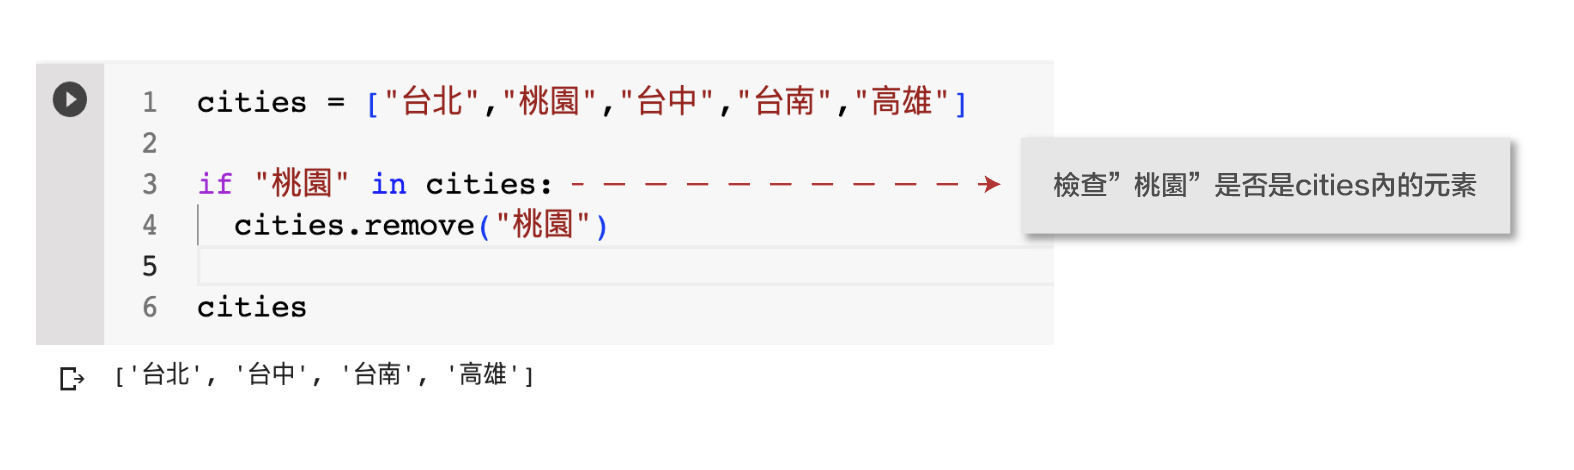 1 cities = ["台北","桃園","台中","台南","高雄"]
2
3 if "桃園" in cities:
檢查”桃園”是否是cities內的元素
4 cities.remove("桃園")
5
6 cities
['台北', '台中', '台南', '高雄']